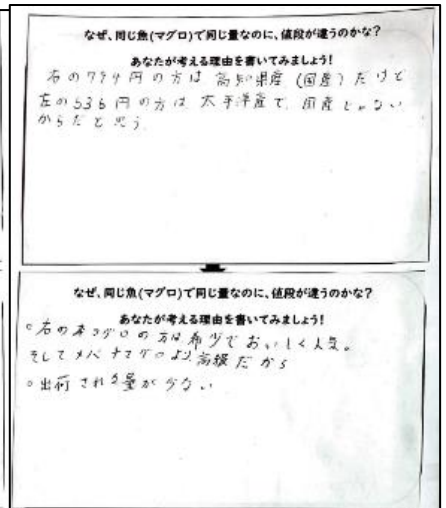 なぜ、同じ魚(マグロ)で同じ量なのに、値段が違うのかな?
あなたが考える理由を書いてみましょう!
右の799円の方は高知県産(国産)だけど
左の536円の方は太平洋産で、国産じゃない
からだと思う
なぜ、同じ魚(マグロ)で同じ量なのに、値段が違うのかな?
あなたが考える理由を書いてみましょう!
○右の本マグロの方は希少でおいしく人気。
そしてメバチマグロより高級だから
○出荷される量が少ない